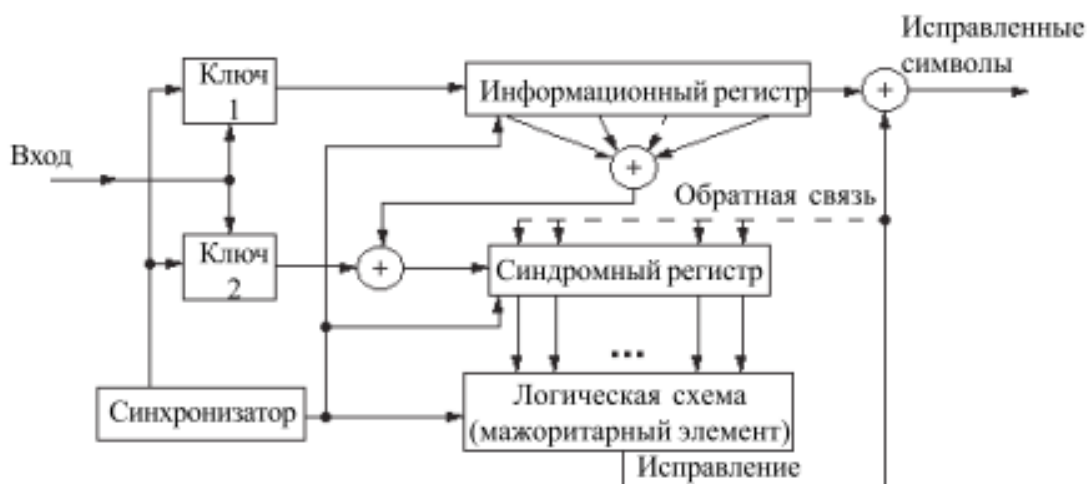 Исправленные
символы
Ключ
1
Информационный регистр
+
Вход
+
Обратная связь
Ключ
2
+
Синдромный регистр
...
Синхронизатор
Логическая схема
(мажоритарный элемент)
Исправление